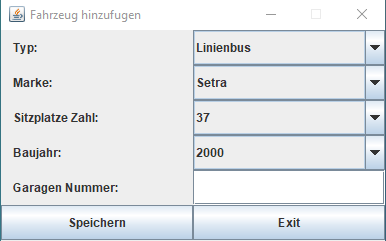 Fahrzeug hinzufugen
Typ: Linienbus
Marke: Setra
Sitzplatze Zahl: 37
Baujahr: 2000
Garagen Nummer:
Speichern Exit